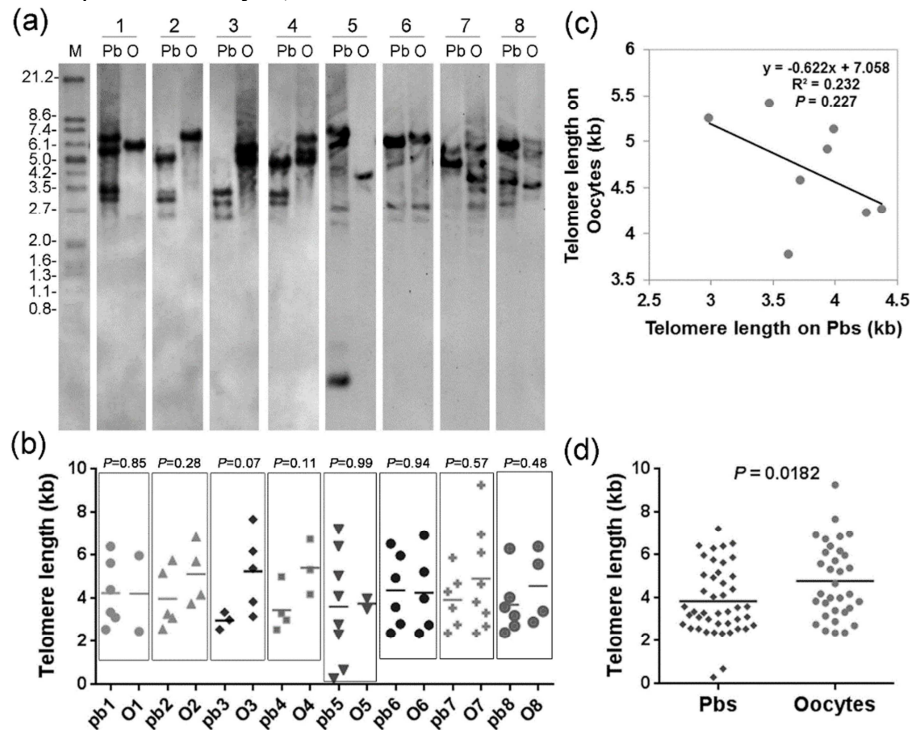 (a)
1 2 3 4 5 6 7 8
M Pb O Pb O Pb O Pb O Pb O Pb O Pb O Pb O
21.2-
8.6-
7.4-
6.1-
5.0-
4.2-
3.5-
2.7-
2.0-
1.6-
1.3-
1.1-
0.8-
(c)
y = -0.622x + 7.058
R² = 0.232
P = 0.227
Telomere length on
Oocytes (kb)
6
5.5
5
4.5
4
3.5
2.5 3 3.5 4 4.5
Telomere length on Pbs (kb)
(b)
P=0.85 P=0.28 P=0.07 P=0.11 P=0.99 P=0.94 P=0.57 P=0.48
Telomere length (kb)
10
8
6
4
2
0
pb1 O1 pb2 O2 pb3 O3 pb4 O4 pb5 O5 pb6 O6 pb7 O7 pb8 O8
(d)
P = 0.0182
Telomere length (kb)
10
8
6
4
2
0
Pbs Oocytes